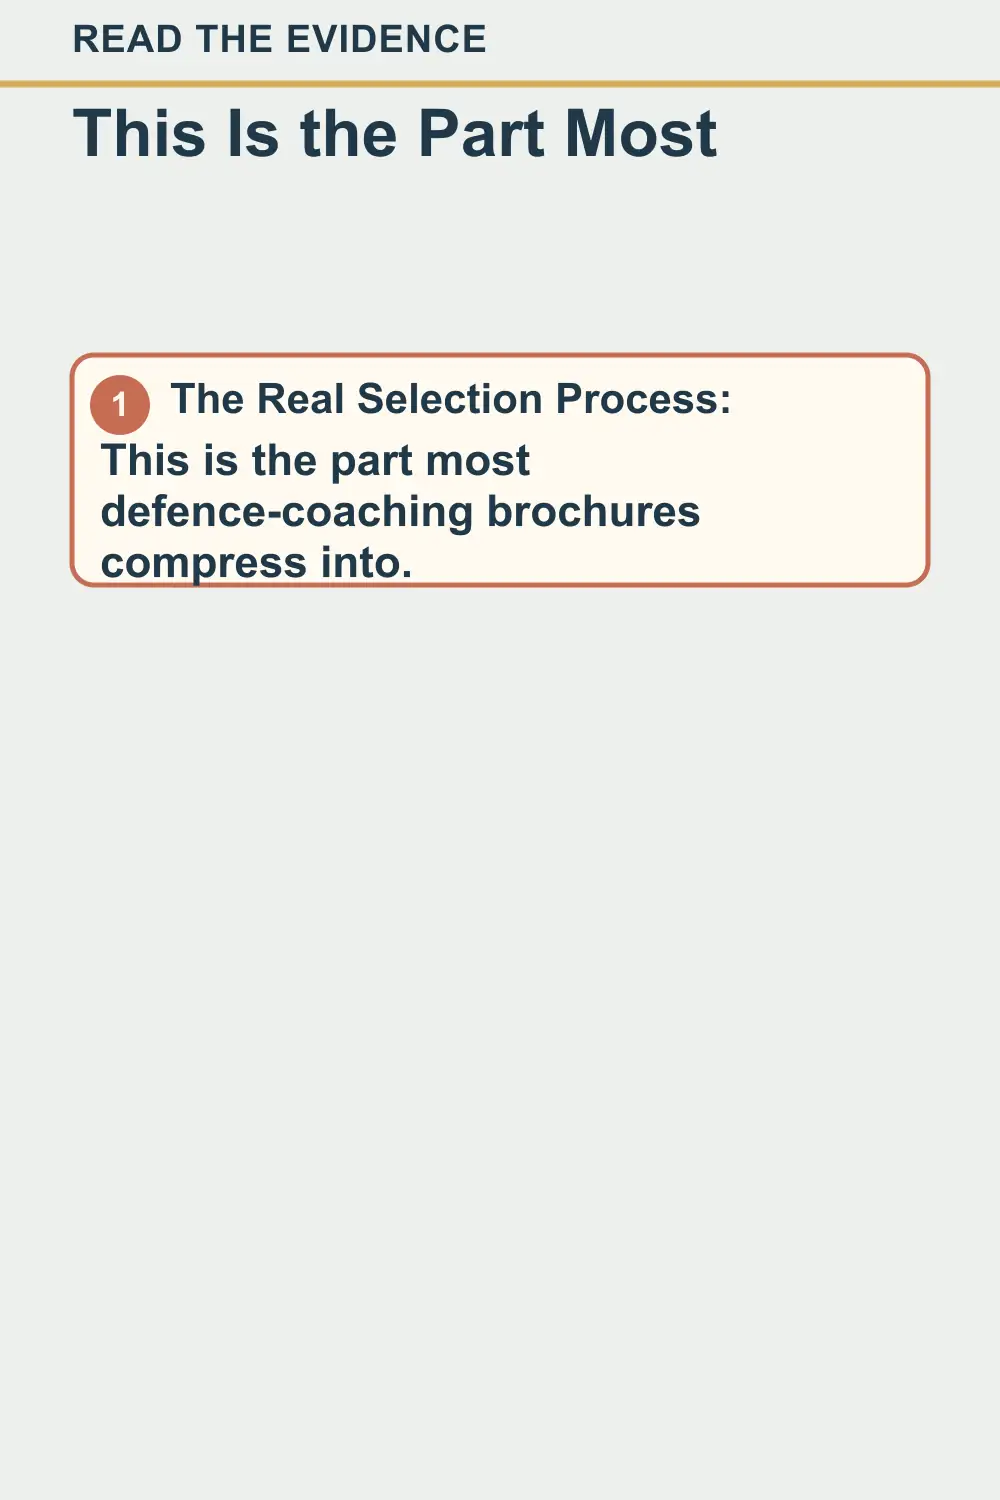 READ THE EVIDENCE
This Is the Part Most
1 The Real Selection Process:
This is the part most
defence-coaching brochures
compress into.